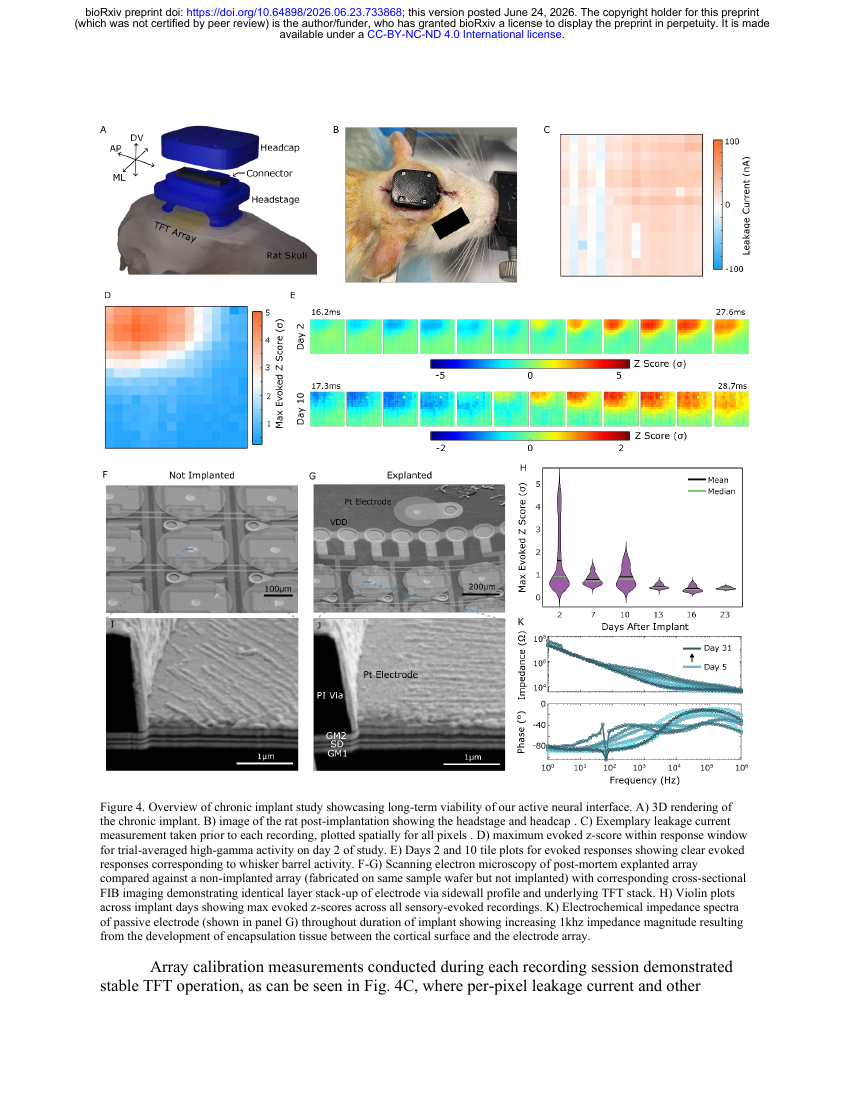 bioRxiv preprint doi: https://doi.org/10.64898/2026.06.23.733868; this version posted June 24, 2026. The copyright holder for this preprint
(which was not certified by peer review) is the author/funder, who has granted bioRxiv a license to display the preprint in perpetuity. It is made
available under a CC-BY-NC-ND 4.0 International license.
A
DV
AP
ML
Headcap
Connector
Headstage
TFT Array
Rat Skull
B
C
100
0
-100
Leakage Current (nA)
D
5
4
3
2
1
Max Evoked Z Score (σ)
E
16.2ms
27.6ms
Day 2
-5
0
5
Z Score (σ)
17.3ms
28.7ms
Day 10
-2
0
2
Z Score (σ)
F
Not Implanted
100µm
G
Explanted
Pt Electrode
VDD
200µm
H
Max Evoked Z Score (σ)
5
4
3
2
1
0
Mean
Median
2
7
10
13
16
23
Days After Implant
I
1µm
J
Pt Electrode
PI Via
GM2
SD
GM1
1µm
K
Impedance (Ω)
10⁸
10⁶
10⁴
Day 31
Day 5
Phase (°)
0
-40
-80
10⁰
10¹
10²
10³
10⁴
10⁵
10⁶
Frequency (Hz)
Figure 4. Overview of chronic implant study showcasing long-term viability of our active neural interface. A) 3D rendering of
the chronic implant. B) image of the rat post-implantation showing the headstage and headcap . C) Exemplary leakage current
measurement taken prior to each recording, plotted spatially for all pixels . D) maximum evoked z-score within response window
for trial-averaged high-gamma activity on day 2 of study. E) Days 2 and 10 tile plots for evoked responses showing clear evoked
responses corresponding to whisker barrel activity. F-G) Scanning electron microscopy of post-mortem explanted array
compared against a non-implanted array (fabricated on same sample wafer but not implanted) with corresponding cross-sectional
FIB imaging demonstrating identical layer stack-up of electrode via sidewall profile and underlying TFT stack. H) Violin plots
across implant days showing max evoked z-scores across all sensory-evoked recordings. K) Electrochemical impedance spectra
of passive electrode (shown in panel G) throughout duration of implant showing increasing 1khz impedance magnitude resulting
from the development of encapsulation tissue between the cortical surface and the electrode array.
Array calibration measurements conducted during each recording session demonstrated
stable TFT operation, as can be seen in Fig. 4C, where per-pixel leakage current and other